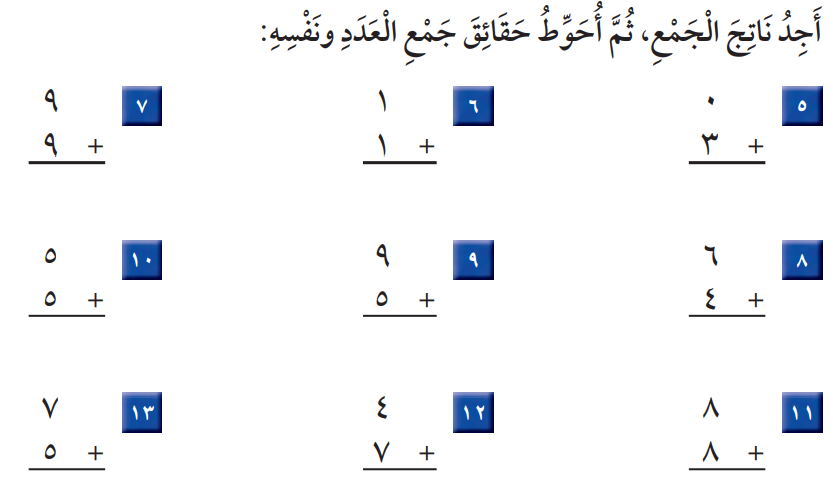 أَجِدُ نَاتِجَ الْجَمْعِ، ثُمَّ أُحَوِّطُ حَقَائِقَ جَمْعِ الْعَدَدِ ونَفْسِهِ:
٥ ٠ ٦ ١ ٧ ٩
+ ٣ + ١ + ٩
٨ ٦ ٩ ٩ ١٠ ٥
+ ٤ + ٥ + ٥
١١ ٨ ١٢ ٤ ١٣ ٧
+ ٨ + ٧ + ٥